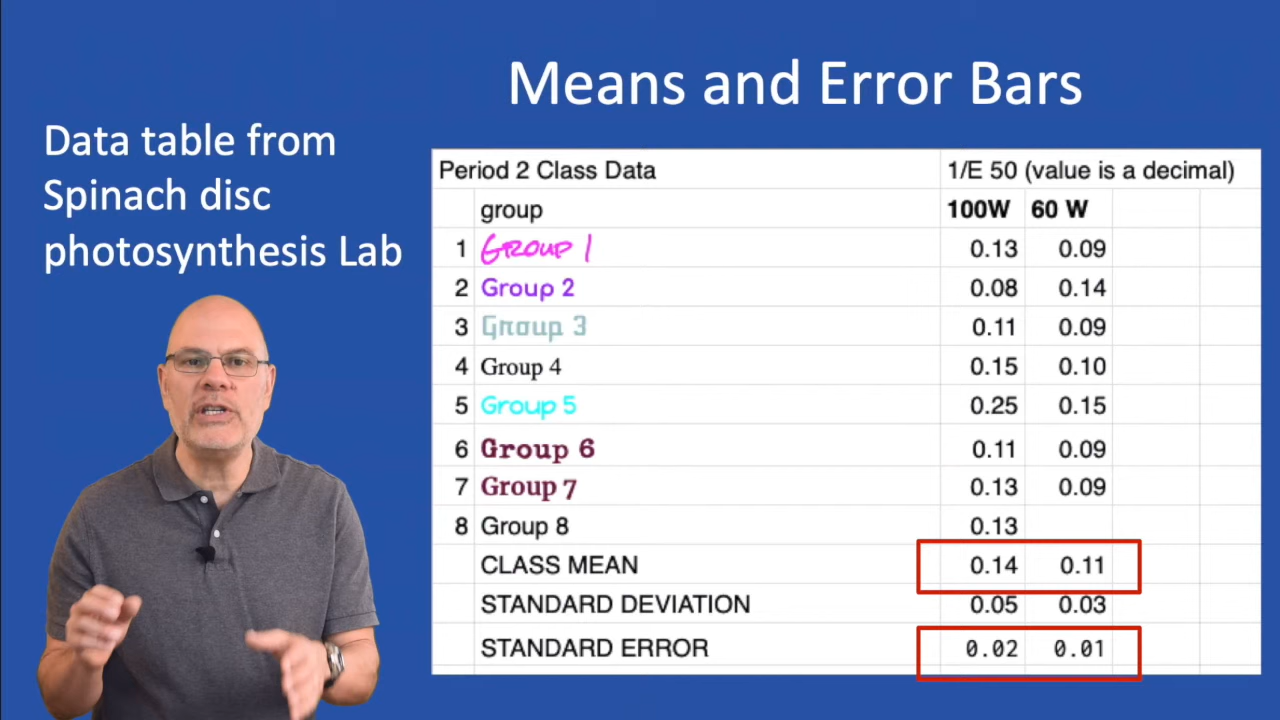 Means and Error Bars
Data table from
Spinach disc
photosynthesis Lab
Period 2 Class Data 1/E 50 (value is a decimal)
group 100W 60 W
1 Group 1 0.13 0.09
2 Group 2 0.08 0.14
3 Group 3 0.11 0.09
4 Group 4 0.15 0.10
5 Group 5 0.25 0.15
6 Group 6 0.11 0.09
7 Group 7 0.13 0.09
8 Group 8 0.13
CLASS MEAN 0.14 0.11
STANDARD DEVIATION 0.05 0.03
STANDARD ERROR 0.02 0.01